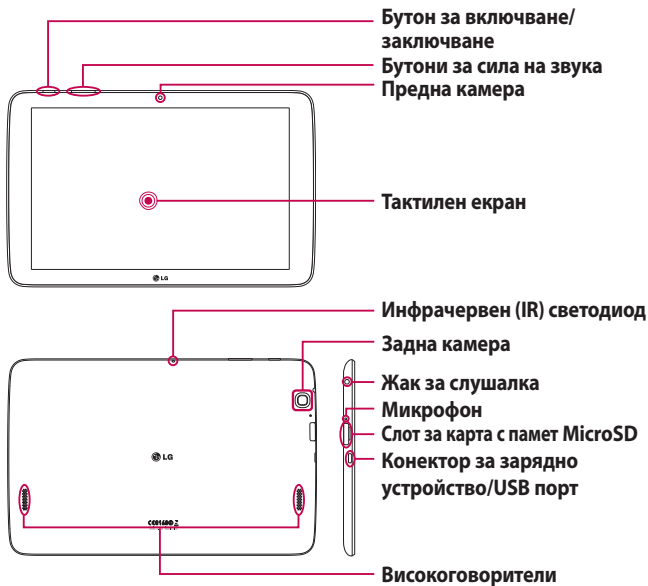 Бутон за включване/
заключване
Бутони за сила на звука
Предна камера
Тактилен екран
LG
Инфрачервен (IR) светодиод
Задна камера
Жак за слушалка
Микрофон
Слот за карта с памет MicroSD
Конектор за зарядно
устройство/USB порт
LG
Високоговорители